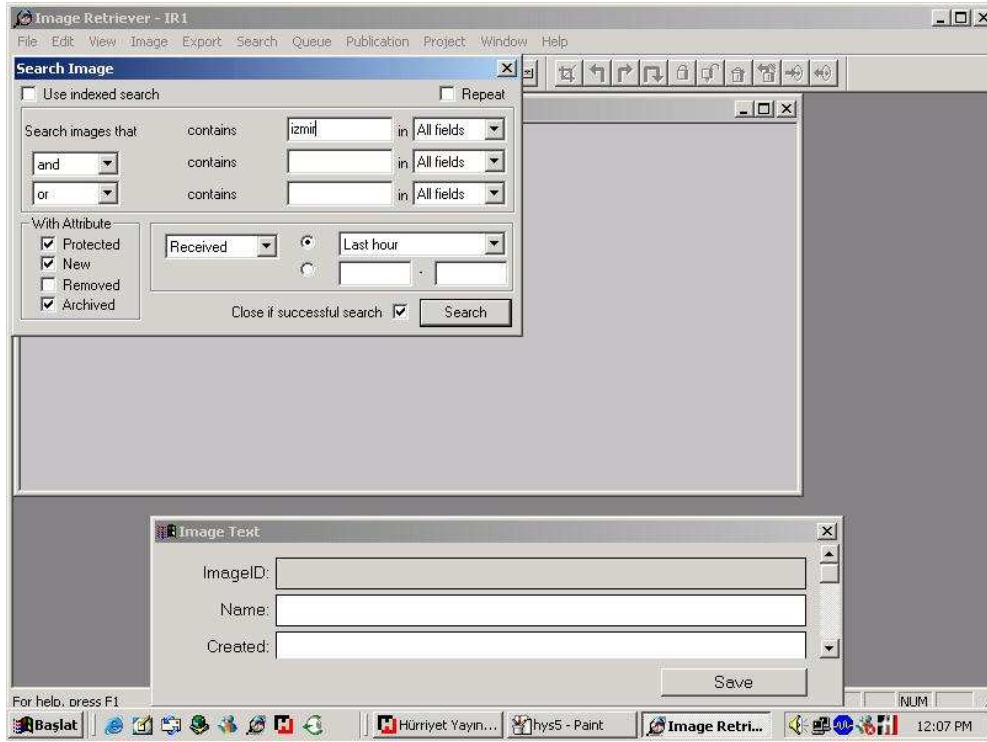 Image Retriever - IR1
File Edit View Image Export Search Queue Publication Project Window Help
Search Image
Use indexed search Repeat
Search images that contains izmir in All fields
and contains in All fields
or contains in All fields
With Attribute
Protected
New
Removed
Archived
Received Last hour
-
Close if successful search Search
Image Text
ImageID:
Name:
Created:
Save
For help, press F1 NUM
Başlat Hürriyet Yayın... hys5 - Paint Image Retri... 12:07 PM